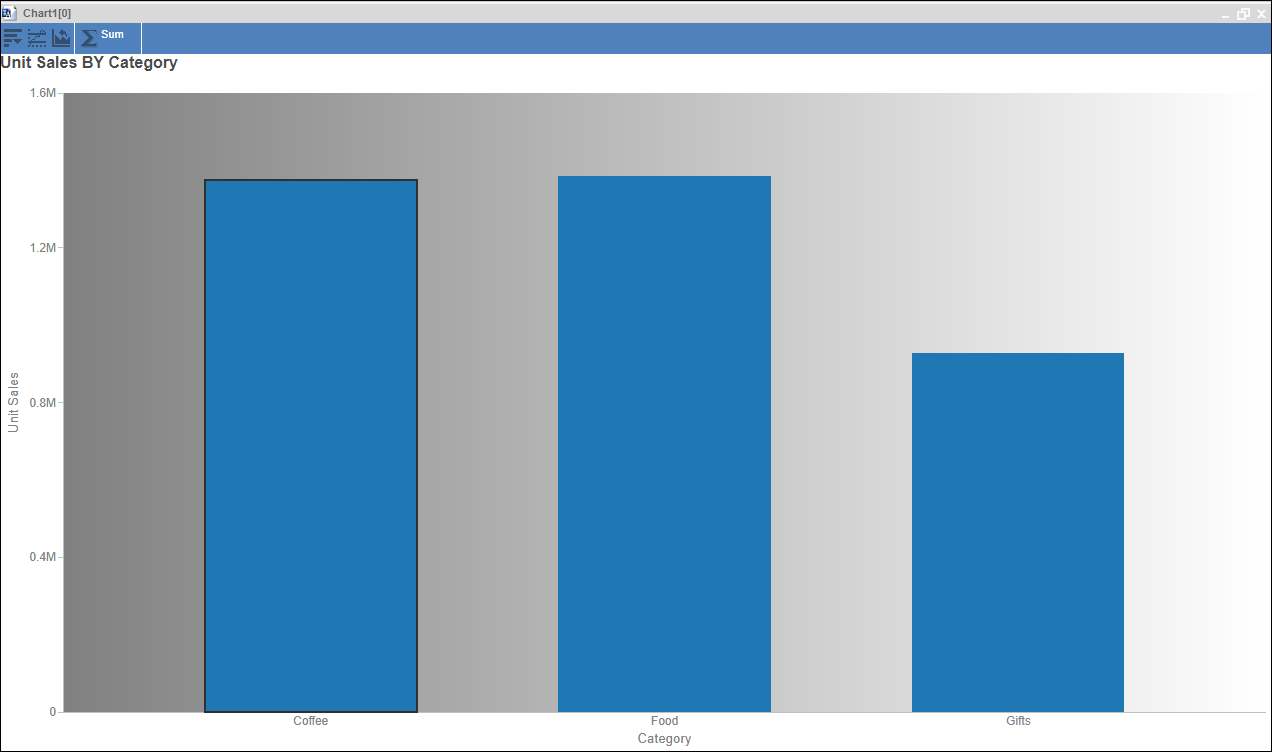 Chart1[0]
Sum
Unit Sales BY Category
1.6M
1.2M
0.8M
0.4M
0
Unit Sales
Coffee
Food
Gifts
Category